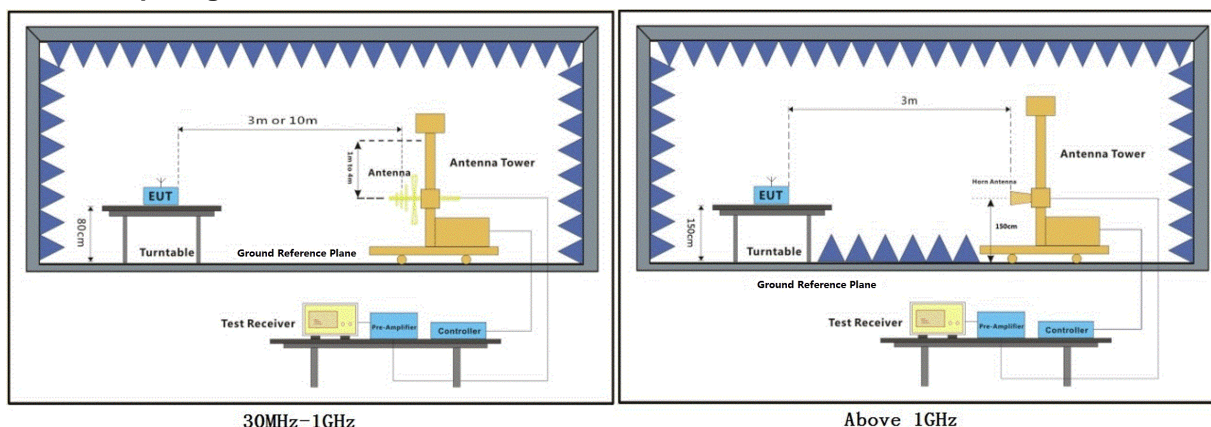 3m or 10m
1m to 4m
Antenna
Antenna Tower
EUT
80cm
Turntable
Ground Reference Plane
Test Receiver
Pre-Amplifier
Controller
30MHz-1GHz
3m
Antenna Tower
Horn Antenna
EUT
150cm
150cm
Turntable
Ground Reference Plane
Test Receiver
Pre-Amplifier
Controller
Above 1GHz